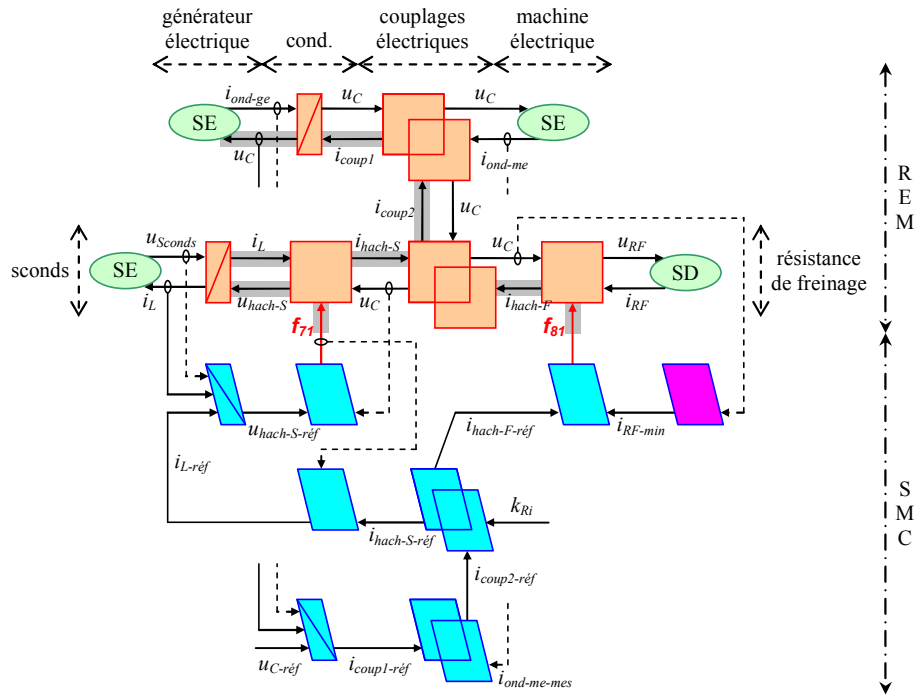 générateur
électrique
cond.
couplages
électriques
machine
électrique
i_ond-ge
u_C
u_C
SE
SE
u_C
i_coup1
i_ond-me
i_coup2
u_C
R
E
M
u_Sconds
i_L
i_hach-S
u_C
u_RF
sconds
SE
SD
résistance
de freinage
i_L
u_hach-S
u_C
i_hach-F
i_RF
f_71
f_81
u_hach-S-réf
i_hach-F-réf
i_RF-min
i_L-réf
k_Ri
S
M
C
i_hach-S-réf
i_coup2-réf
u_C-réf
i_coup1-réf
i_ond-me-mes